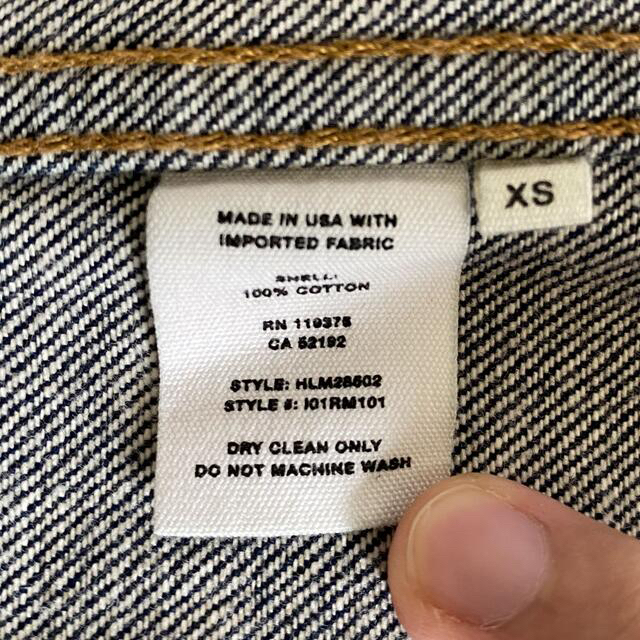 MADE IN USA WITH
IMPORTED FABRIC
SHELL:
100% COTTON
RN 119375
CA 52192
STYLE: HLM28602
STYLE #: I01RM101
DRY CLEAN ONLY
DO NOT MACHINE WASH
XS